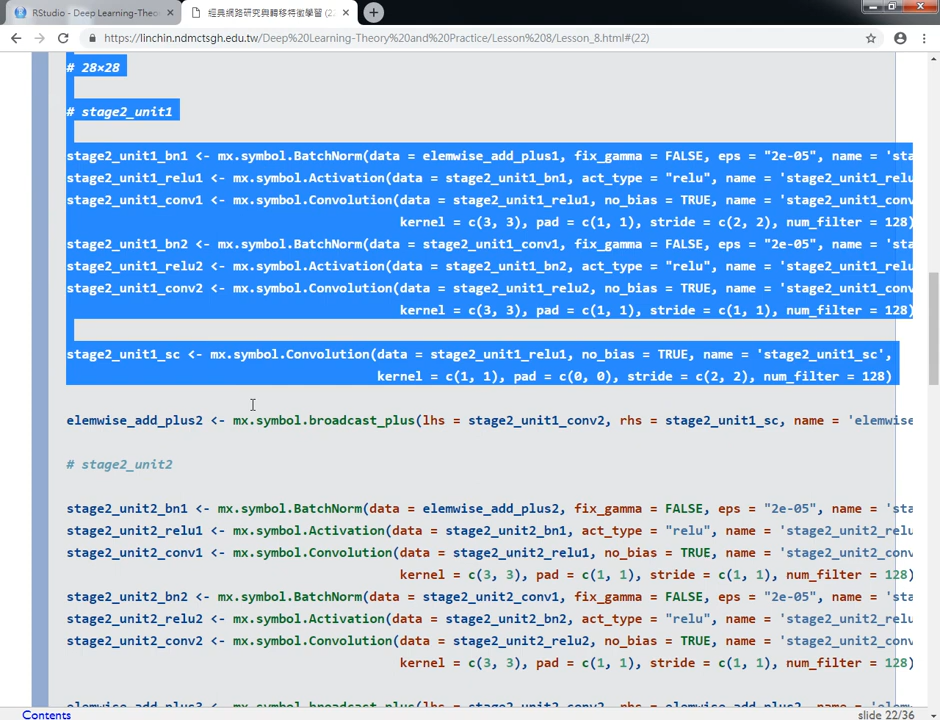 RStudio – Deep Learning-Theo
經典網路研究與轉移特徵學習 (2
https://linchin.ndmctsgh.edu.tw/Deep%20Learning-Theory%20and%20Practice/Lesson%208/Lesson_8.html#(22)
# 28×28
# stage2_unit1
stage2_unit1_bn1 <- mx.symbol.BatchNorm(data = elemwise_add_plus1, fix_gamma = FALSE, eps = "2e-05", name = 'sta
stage2_unit1_relu1 <- mx.symbol.Activation(data = stage2_unit1_bn1, act_type = "relu", name = 'stage2_unit1_relu
stage2_unit1_conv1 <- mx.symbol.Convolution(data = stage2_unit1_relu1, no_bias = TRUE, name = 'stage2_unit1_conv
kernel = c(3, 3), pad = c(1, 1), stride = c(2, 2), num_filter = 128)
stage2_unit1_bn2 <- mx.symbol.BatchNorm(data = stage2_unit1_conv1, fix_gamma = FALSE, eps = "2e-05", name = 'sta
stage2_unit1_relu2 <- mx.symbol.Activation(data = stage2_unit1_bn2, act_type = "relu", name = 'stage2_unit1_relu
stage2_unit1_conv2 <- mx.symbol.Convolution(data = stage2_unit1_relu2, no_bias = TRUE, name = 'stage2_unit1_conv
kernel = c(3, 3), pad = c(1, 1), stride = c(1, 1), num_filter = 128)
stage2_unit1_sc <- mx.symbol.Convolution(data = stage2_unit1_relu1, no_bias = TRUE, name = 'stage2_unit1_sc',
kernel = c(1, 1), pad = c(0, 0), stride = c(2, 2), num_filter = 128)
elemwise_add_plus2 <- mx.symbol.broadcast_plus(lhs = stage2_unit1_conv2, rhs = stage2_unit1_sc, name = 'elemwise
# stage2_unit2
stage2_unit2_bn1 <- mx.symbol.BatchNorm(data = elemwise_add_plus2, fix_gamma = FALSE, eps = "2e-05", name = 'sta
stage2_unit2_relu1 <- mx.symbol.Activation(data = stage2_unit2_bn1, act_type = "relu", name = 'stage2_unit2_relu
stage2_unit2_conv1 <- mx.symbol.Convolution(data = stage2_unit2_relu1, no_bias = TRUE, name = 'stage2_unit2_conv
kernel = c(3, 3), pad = c(1, 1), stride = c(1, 1), num_filter = 128)
stage2_unit2_bn2 <- mx.symbol.BatchNorm(data = stage2_unit2_conv1, fix_gamma = FALSE, eps = "2e-05", name = 'sta
stage2_unit2_relu2 <- mx.symbol.Activation(data = stage2_unit2_bn2, act_type = "relu", name = 'stage2_unit2_relu
stage2_unit2_conv2 <- mx.symbol.Convolution(data = stage2_unit2_relu2, no_bias = TRUE, name = 'stage2_unit2_conv
kernel = c(3, 3), pad = c(1, 1), stride = c(1, 1), num_filter = 128)
elemwise_add_plus3 <- mx.symbol.broadcast_plus(lhs = stage2_unit2_conv2, rhs = elemwise_add_plus2, name = 'elemw
Contents
slide 22/36